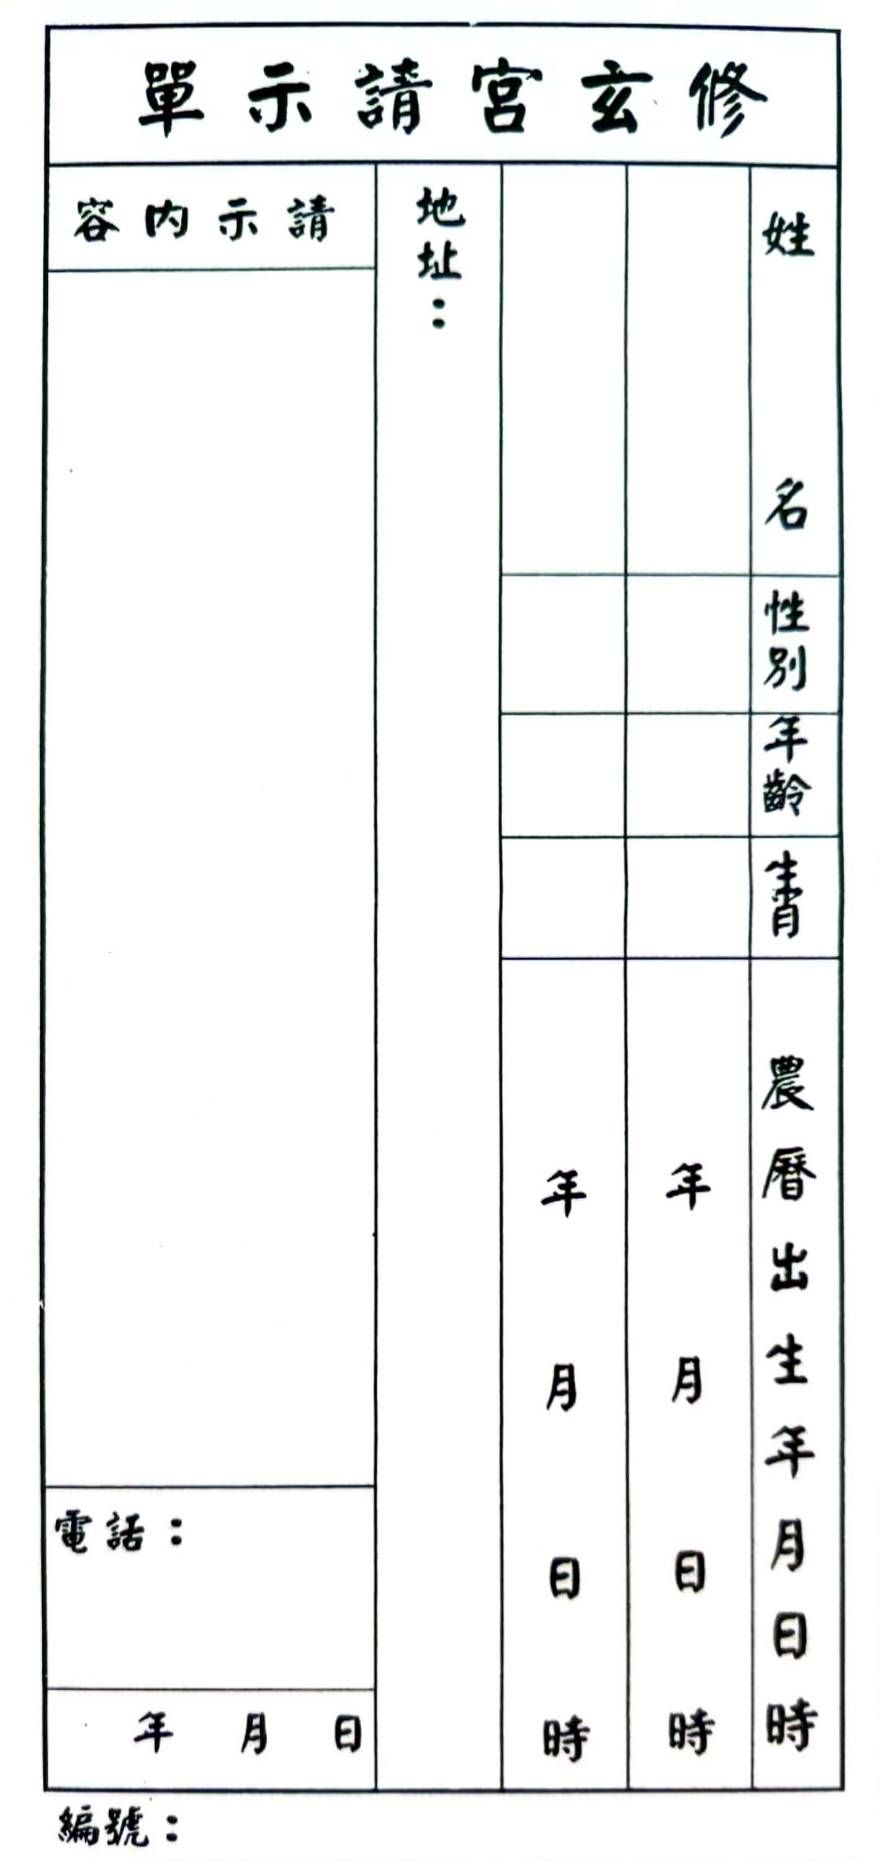 修玄宮請示單
姓名
性別
年齡
生肖
農曆出生年月日時
年月日時
年月日時
地址：
請示內容
電話：
年月日
編號：